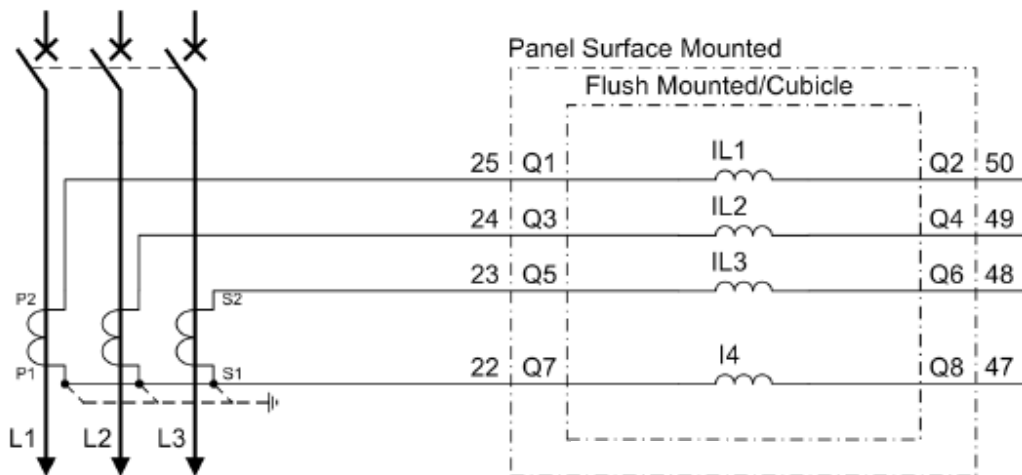 Panel Surface Mounted
Flush Mounted/Cubicle
25 Q1 IL1 Q2 50
24 Q3 IL2 Q4 49
23 Q5 IL3 Q6 48
P2 S2
P1 S1
22 Q7 I4 Q8 47
L1 L2 L3